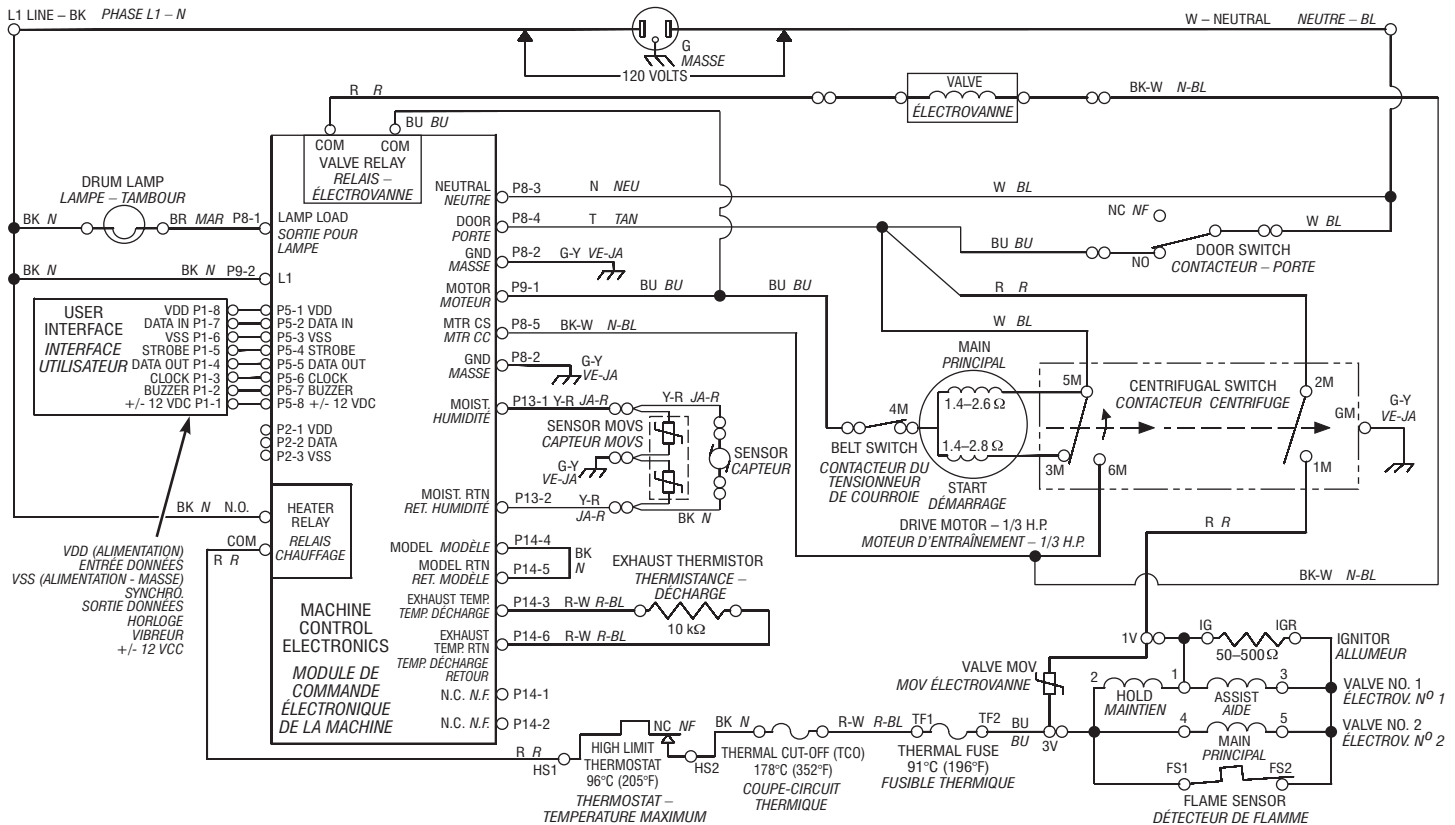 L1 LINE – BK PHASE L1 – N
W – NEUTRAL NEUTRE – BL
G
MASSE
120 VOLTS
R R
VALVE
ÉLECTROVANNE
BK-W N-BL
BU BU
COM COM
VALVE RELAY
RELAIS –
ÉLECTROVANNE
DRUM LAMP
LAMPE – TAMBOUR
BK N
BR MAR P8-1
LAMP LOAD
SORTIE POUR
LAMPE
BK N
BK N P9-2
L1
NEUTRAL
NEUTRE
P8-3
N NEU
W BL
DOOR
PORTE
P8-4
T TAN
GND
MASSE
P8-2
G-Y VE-JA
MOTOR
MOTEUR
P9-1
BU BU
BU BU
MTR CS
MTR CC
P8-5
BK-W N-BL
GND
MASSE
P8-2
G-Y
VE-JA
NC NF
W BL
BU BU
NO
DOOR SWITCH
CONTACTEUR – PORTE
R R
W BL
USER
INTERFACE
INTERFACE
UTILISATEUR
VDD P1-8
DATA IN P1-7
VSS P1-6
STROBE P1-5
DATA OUT P1-4
CLOCK P1-3
BUZZER P1-2
+/- 12 VDC P1-1
P5-1 VDD
P5-2 DATA IN
P5-3 VSS
P5-4 STROBE
P5-5 DATA OUT
P5-6 CLOCK
P5-7 BUZZER
P5-8 +/- 12 VDC
P2-1 VDD
P2-2 DATA
P2-3 VSS
MOIST.
HUMIDITÉ
P13-1 Y-R JA-R
Y-R JA-R
SENSOR MOVS
CAPTEUR MOVS
G-Y
VE-JA
SENSOR
CAPTEUR
MOIST. RTN
RET. HUMIDITÉ
P13-2
Y-R
JA-R
BK N
MAIN
PRINCIPAL
1.4–2.6 Ω
1.4–2.8 Ω
START
DÉMARRAGE
4M
BELT SWITCH
CONTACTEUR DU
TENSIONNEUR
DE COURROIE
DRIVE MOTOR – 1/3 H.P.
MOTEUR D'ENTRAÎNEMENT – 1/3 H.P.
5M
CENTRIFUGAL SWITCH
CONTACTEUR CENTRIFUGE
2M
GM
G-Y
VE-JA
3M
6M
1M
R R
BK-W N-BL
BK N N.O.
HEATER
RELAY
RELAIS
CHAUFFAGE
COM
R R
VDD (ALIMENTATION)
ENTRÉE DONNÉES
VSS (ALIMENTATION - MASSE)
SYNCHRO.
SORTIE DONNÉES
HORLOGE
VIBREUR
+/- 12 VCC
MODEL MODÈLE
P14-4
MODEL RTN
RET. MODÈLE
P14-5
BK
N
EXHAUST TEMP.
TEMP. DÉCHARGE
P14-3
R-W R-BL
EXHAUST THERMISTOR
THERMISTANCE –
DÉCHARGE
10 kΩ
EXHAUST
TEMP. RTN
TEMP. DÉCHARGE
RETOUR
P14-6
R-W R-BL
N.C. N.F.
P14-1
N.C. N.F.
P14-2
MACHINE
CONTROL
ELECTRONICS
MODULE DE
COMMANDE
ÉLECTRONIQUE
DE LA MACHINE
R R
HS1
NC NF
HIGH LIMIT
THERMOSTAT
96°C (205°F)
THERMOSTAT –
TEMPERATURE MAXIMUM
HS2
BK N
THERMAL CUT-OFF (TCO)
178°C (352°F)
COUPE-CIRCUIT
THERMIQUE
R-W R-BL
TF1
TF2
THERMAL FUSE
91°C (196°F)
FUSIBLE THERMIQUE
BU
BU
3V
VALVE MOV
MOV ÉLECTROVANNE
1V
IG
IGR
50–500 Ω
IGNITOR
ALLUMEUR
2
HOLD
MAINTIEN
1
ASSIST
AIDE
3
VALVE NO. 1
ÉLECTROV. Nº 1
4
MAIN
PRINCIPAL
5
VALVE NO. 2
ÉLECTROV. Nº 2
FS1
FS2
FLAME SENSOR
DÉTECTEUR DE FLAMME